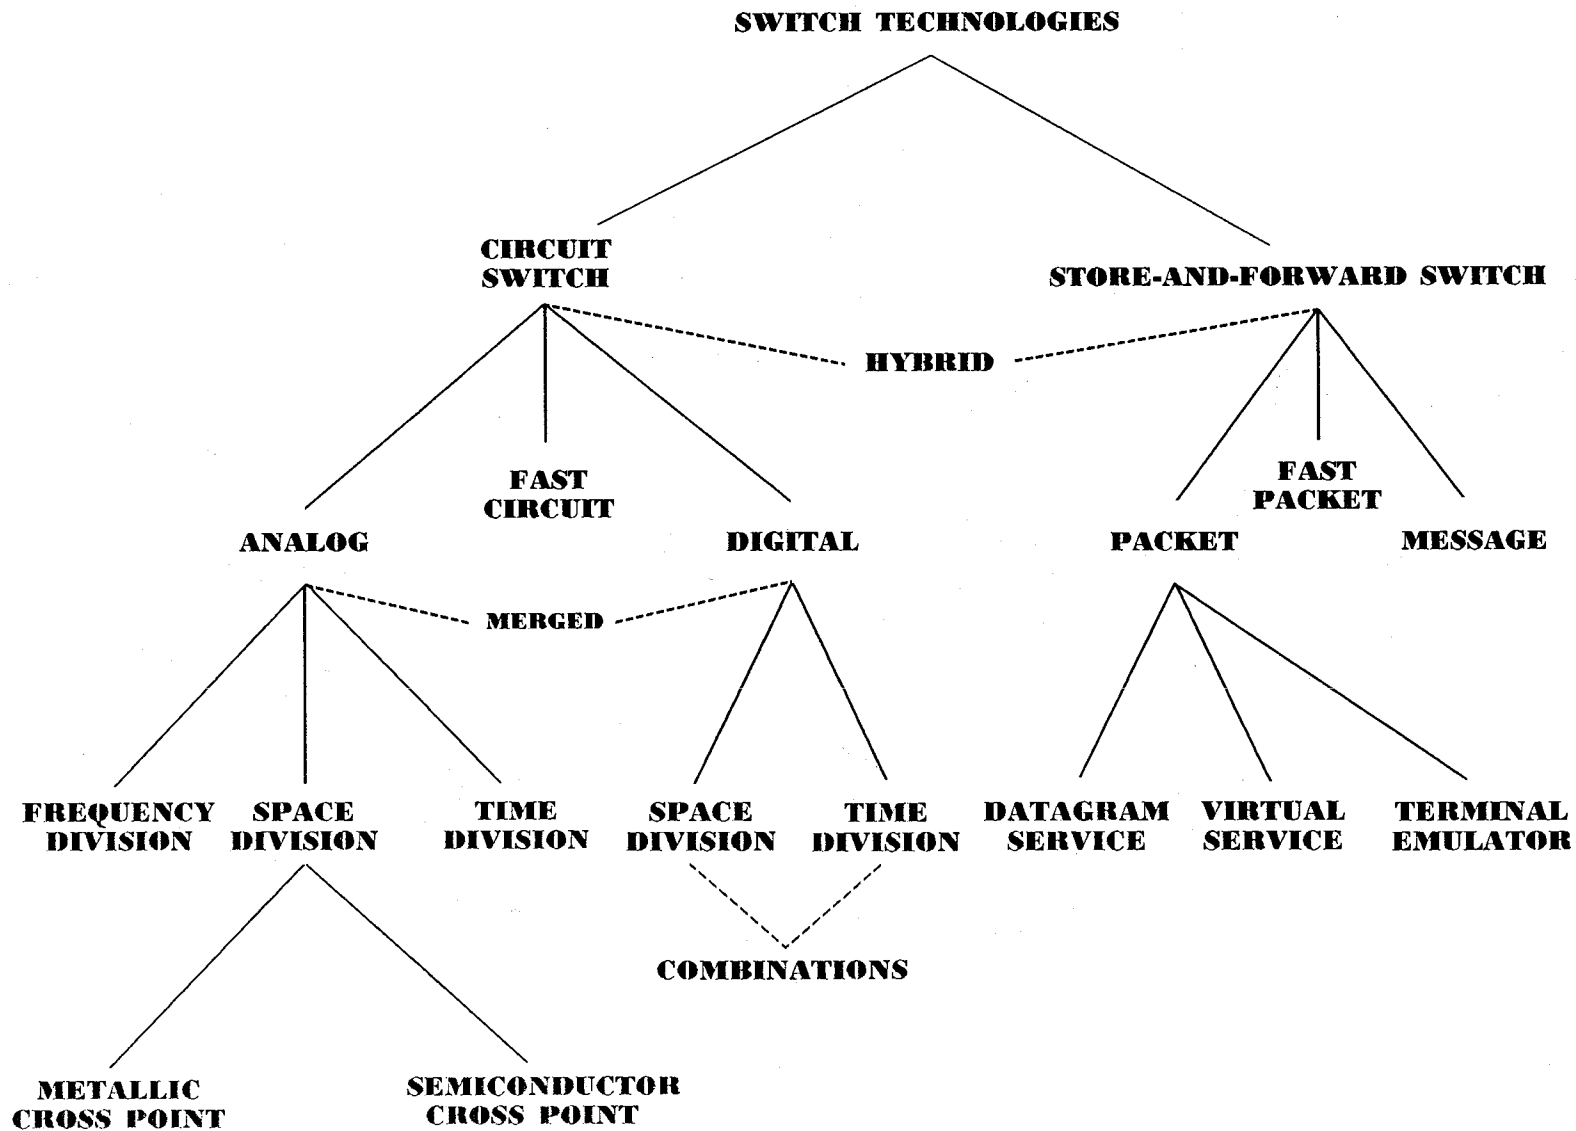 SWITCH TECHNOLOGIES
CIRCUIT
SWITCH
STORE-AND-FORWARD SWITCH
HYBRID
FAST
CIRCUIT
FAST
PACKET
ANALOG
DIGITAL
PACKET
MESSAGE
MERGED
FREQUENCY
DIVISION
SPACE
DIVISION
TIME
DIVISION
SPACE
DIVISION
TIME
DIVISION
DATAGRAM
SERVICE
VIRTUAL
SERVICE
TERMINAL
EMULATOR
COMBINATIONS
METALLIC
CROSS POINT
SEMICONDUCTOR
CROSS POINT